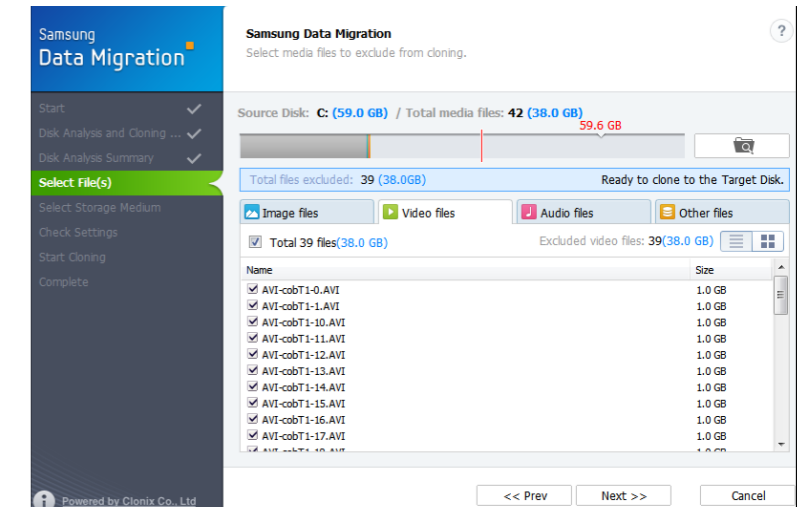 Samsung
Data Migration
Samsung Data Migration
Select media files to exclude from cloning.
?
Start
Disk Analysis and Cloning ...
Disk Analysis Summary
Select File(s)
Select Storage Medium
Check Settings
Start Cloning
Complete
Source Disk: C: (59.0 GB) / Total media files: 42 (38.0 GB)
59.6 GB
Total files excluded: 39 (38.0GB) Ready to clone to the Target Disk.
Image files Video files Audio files Other files
Total 39 files(38.0 GB) Excluded video files: 39(38.0 GB)
Name Size
AVI-cobT1-0.AVI 1.0 GB
AVI-cobT1-1.AVI 1.0 GB
AVI-cobT1-10.AVI 1.0 GB
AVI-cobT1-11.AVI 1.0 GB
AVI-cobT1-12.AVI 1.0 GB
AVI-cobT1-13.AVI 1.0 GB
AVI-cobT1-14.AVI 1.0 GB
AVI-cobT1-15.AVI 1.0 GB
AVI-cobT1-16.AVI 1.0 GB
AVI-cobT1-17.AVI 1.0 GB
Powered by Clonix Co., Ltd
<< Prev Next >> Cancel